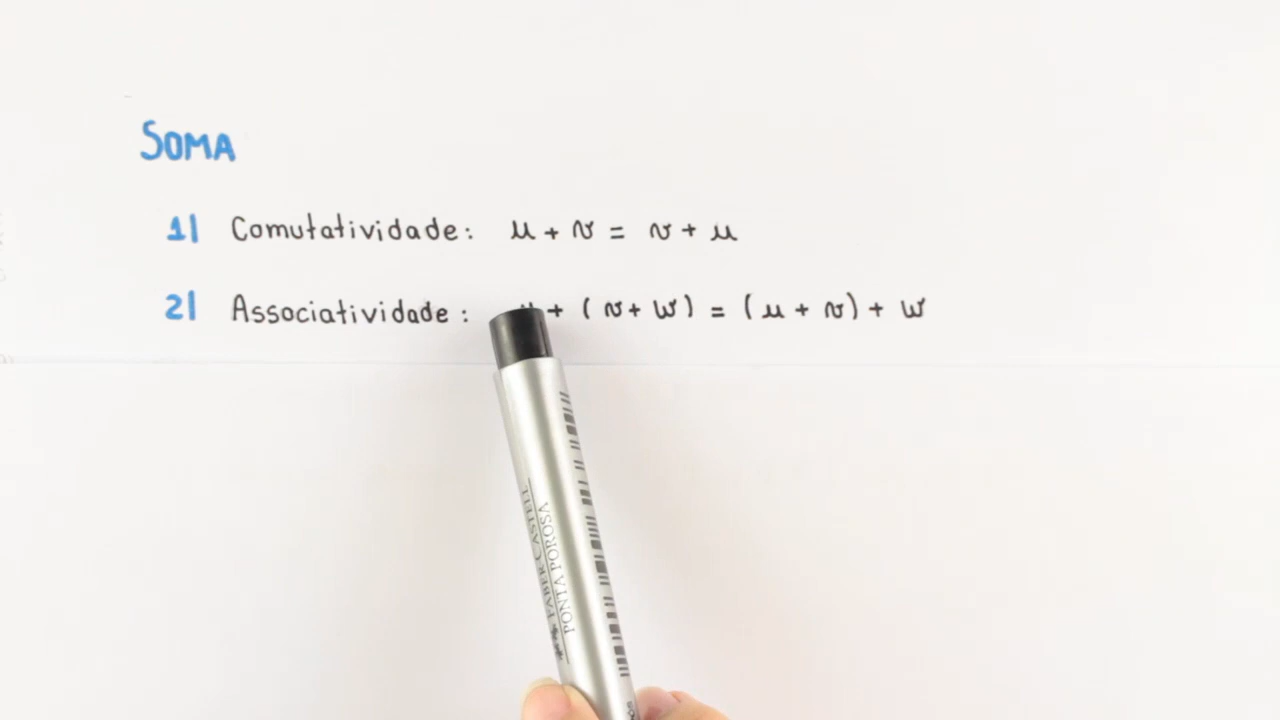 SOMA
1| Comutatividade: u + v = v + u
2| Associatividade: + (v + w) = (u + v) + w
FABER-CASTELL
PONTA POROSA